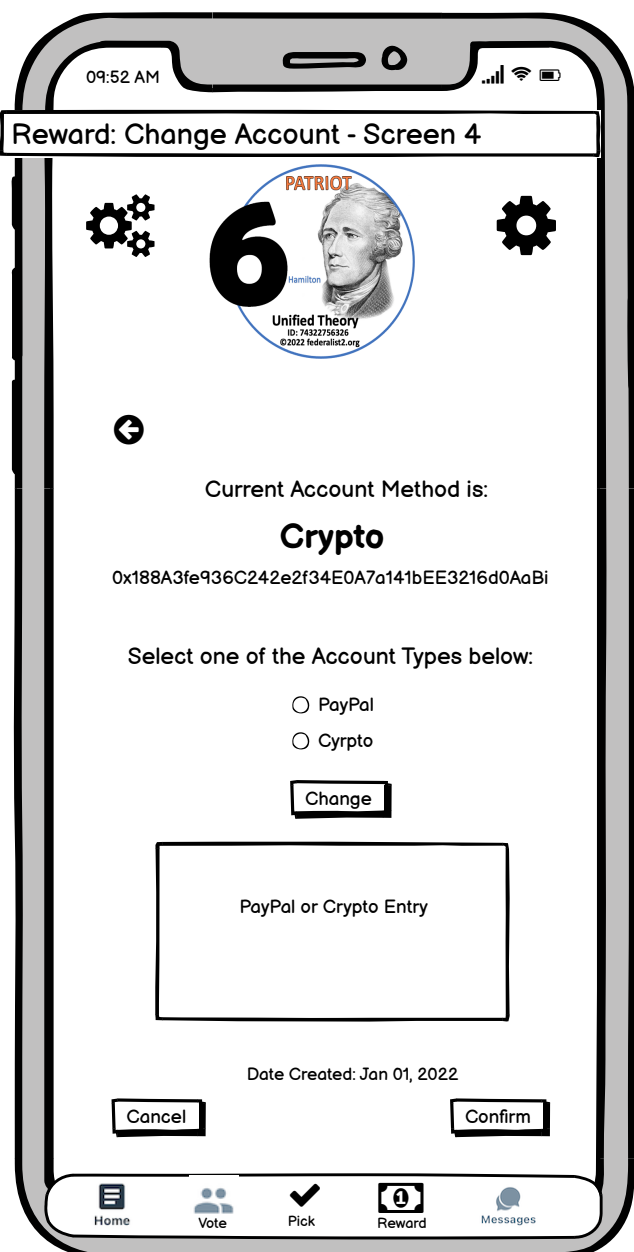 09:52 AM
Reward: Change Account - Screen 4
PATRIOT
6
Hamilton
Unified Theory
ID: 74322756326
©2022 federalist2.org
Current Account Method is:
Crypto
0x188A3fe936C242e2f34E0A7a141bEE3216d0AaBi
Select one of the Account Types below:
PayPal
Cyrpto
Change
PayPal or Crypto Entry
Date Created: Jan 01, 2022
Cancel Confirm
1
Home Vote Pick Reward Messages